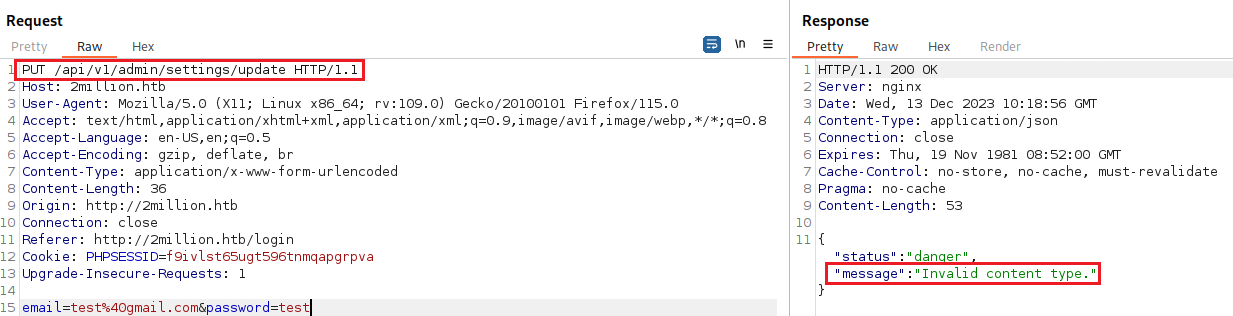 Request
Pretty Raw Hex
\n
1 PUT /api/v1/admin/settings/update HTTP/1.1
2 Host: 2million.htb
3 User-Agent: Mozilla/5.0 (X11; Linux x86_64; rv:109.0) Gecko/20100101 Firefox/115.0
4 Accept: text/html,application/xhtml+xml,application/xml;q=0.9,image/avif,image/webp,*/*;q=0.8
5 Accept-Language: en-US,en;q=0.5
6 Accept-Encoding: gzip, deflate, br
7 Content-Type: application/x-www-form-urlencoded
8 Content-Length: 36
9 Origin: http://2million.htb
10 Connection: close
11 Referer: http://2million.htb/login
12 Cookie: PHPSESSID=f9ivlst65ugt596tnmqapgrpva
13 Upgrade-Insecure-Requests: 1
14
15 email=test%40gmail.com&password=test
Response
Pretty Raw Hex Render
1 HTTP/1.1 200 OK
2 Server: nginx
3 Date: Wed, 13 Dec 2023 10:18:56 GMT
4 Content-Type: application/json
5 Connection: close
6 Expires: Thu, 19 Nov 1981 08:52:00 GMT
7 Cache-Control: no-store, no-cache, must-revalidate
8 Pragma: no-cache
9 Content-Length: 53
10
11 {
"status":"danger",
"message":"Invalid content type."
}